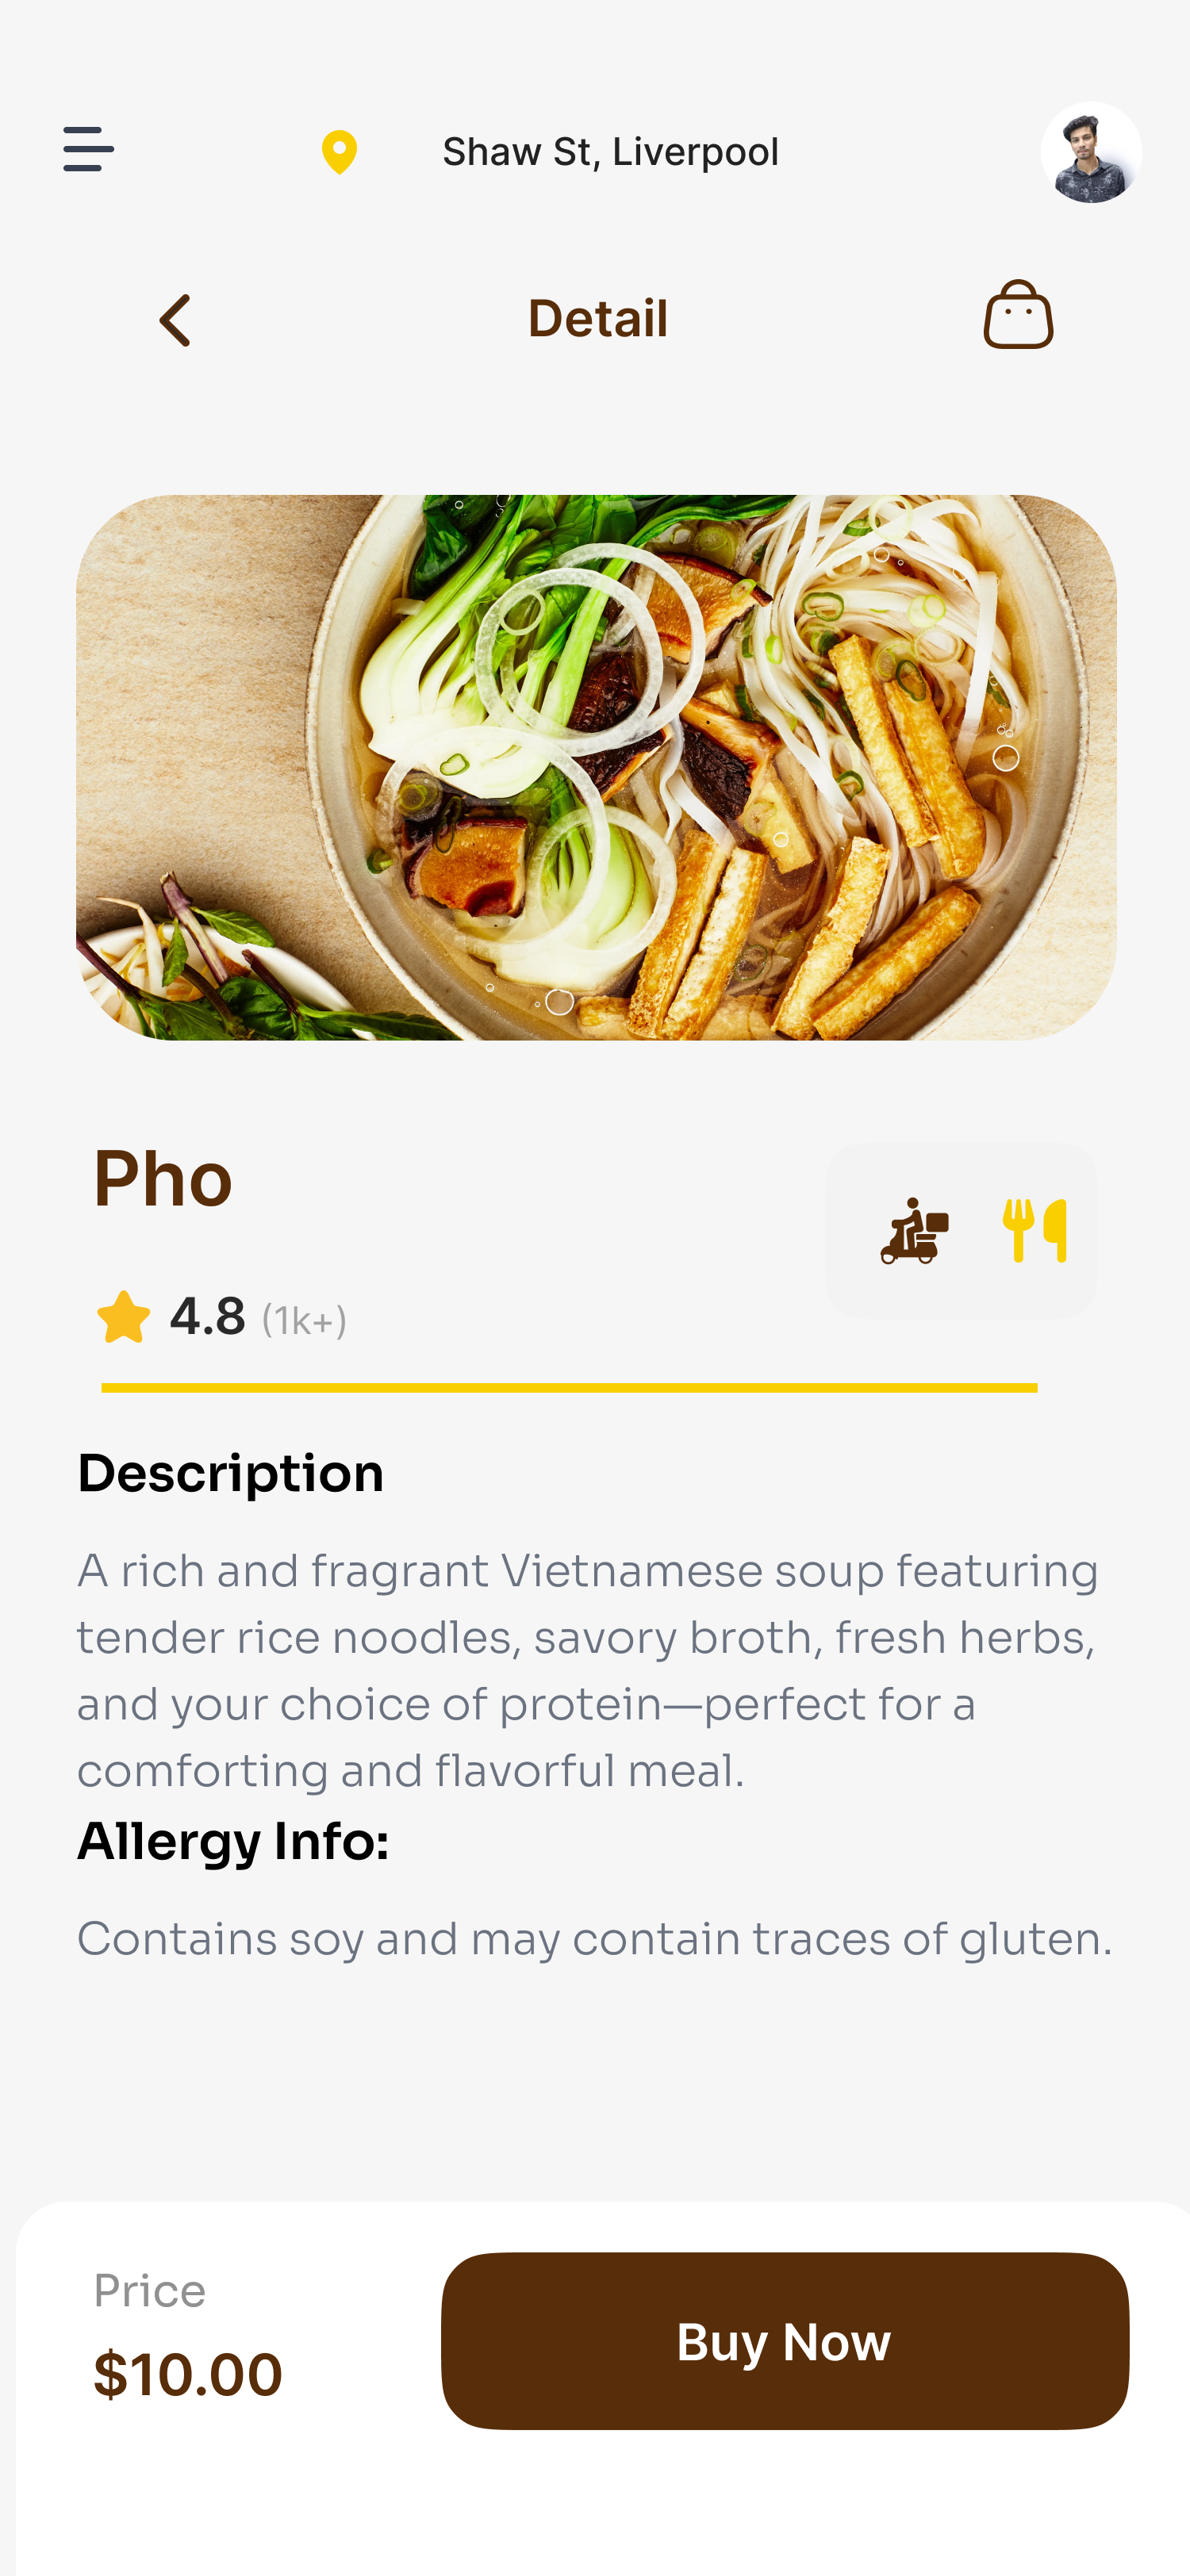 Shaw St, Liverpool
Detail
Pho
4.8 (1k+)
Description
A rich and fragrant Vietnamese soup featuring
tender rice noodles, savory broth, fresh herbs,
and your choice of protein—perfect for a
comforting and flavorful meal.
Allergy Info:
Contains soy and may contain traces of gluten.
Price
$10.00
Buy Now